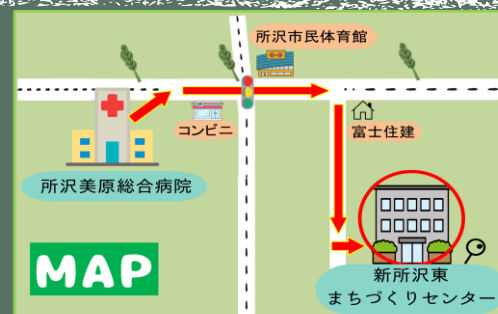 所沢市民体育館
コンビニ
富士住建
所沢美原総合病院
MAP
新所沢東
まちづくりセンター